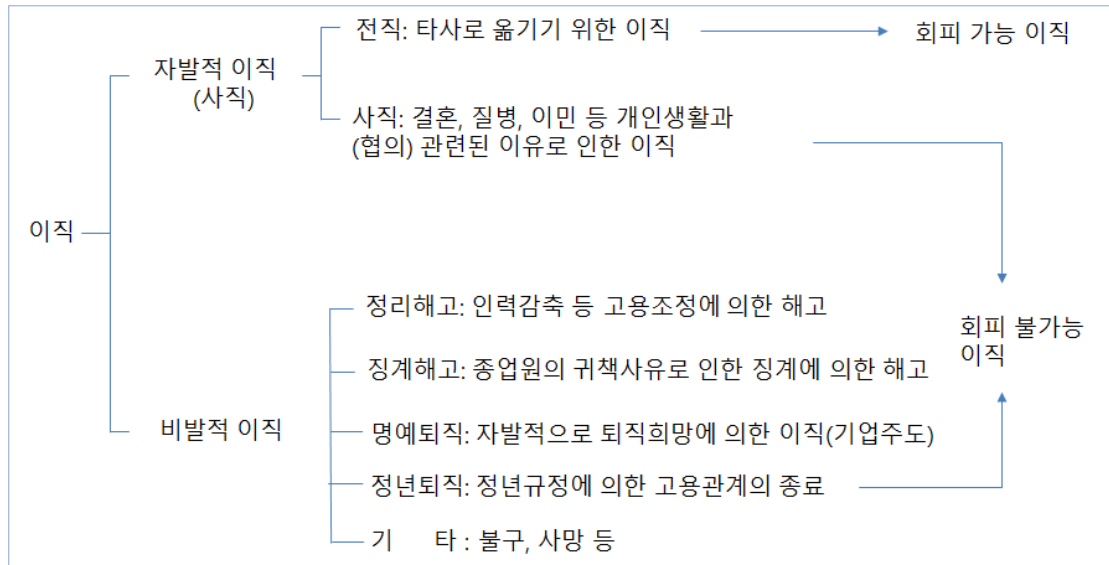 전직: 타사로 옮기기 위한 이직
회피 가능 이직
자발적 이직
(사직)
사직: 결혼, 질병, 이민 등 개인생활과
(협의) 관련된 이유로 인한 이직
이직
정리해고: 인력감축 등 고용조정에 의한 해고
회피 불가능
이직
징계해고: 종업원의 귀책사유로 인한 징계에 의한 해고
비발적 이직
명예퇴직: 자발적으로 퇴직희망에 의한 이직(기업주도)
정년퇴직: 정년규정에 의한 고용관계의 종료
기 타 : 불구, 사망 등